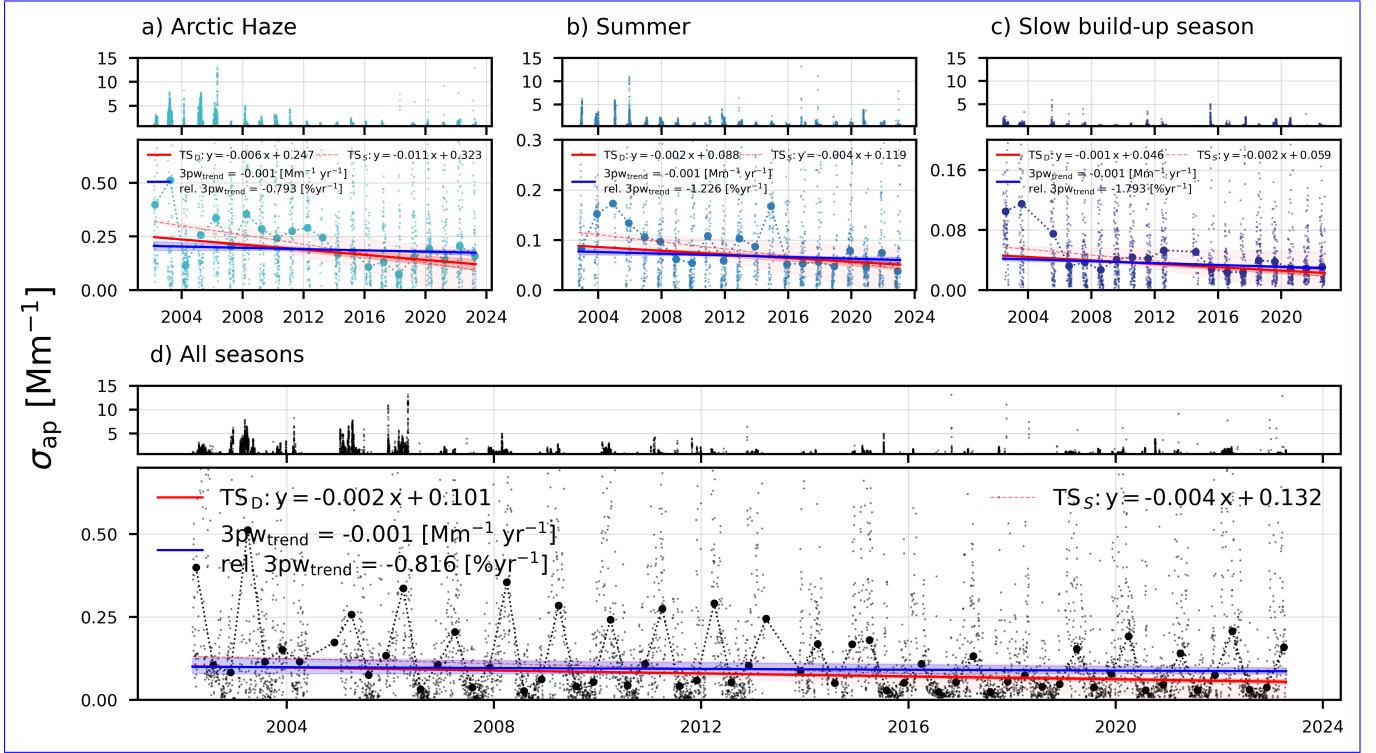 a) Arctic Haze
b) Summer
c) Slow build-up season
15
10
5
15
10
5
15
10
5
0.50
0.25
0.00
TS_D: y = -0.006 x + 0.247
TS_S: y = -0.011 x + 0.323
3pw_trend = -0.001 [Mm⁻¹ yr⁻¹]
rel. 3pw_trend = -0.793 [%yr⁻¹]
2004 2008 2012 2016 2020 2024
0.3
0.2
0.1
0.0
TS_D: y = -0.002 x + 0.088
TS_S: y = -0.004 x + 0.119
3pw_trend = -0.001 [Mm⁻¹ yr⁻¹]
rel. 3pw_trend = -1.226 [%yr⁻¹]
2004 2008 2012 2016 2020 2024
0.16
0.08
0.00
TS_D: y = -0.001 x + 0.046
TS_S: y = -0.002 x + 0.059
3pw_trend = -0.001 [Mm⁻¹ yr⁻¹]
rel. 3pw_trend = -1.793 [%yr⁻¹]
2004 2008 2012 2016 2020
σ_ap [Mm⁻¹]
d) All seasons
15
10
5
0.50
0.25
0.00
TS_D: y = -0.002 x + 0.101
TS_S: y = -0.004 x + 0.132
3pw_trend = -0.001 [Mm⁻¹ yr⁻¹]
rel. 3pw_trend = -0.816 [%yr⁻¹]
2004 2008 2012 2016 2020 2024